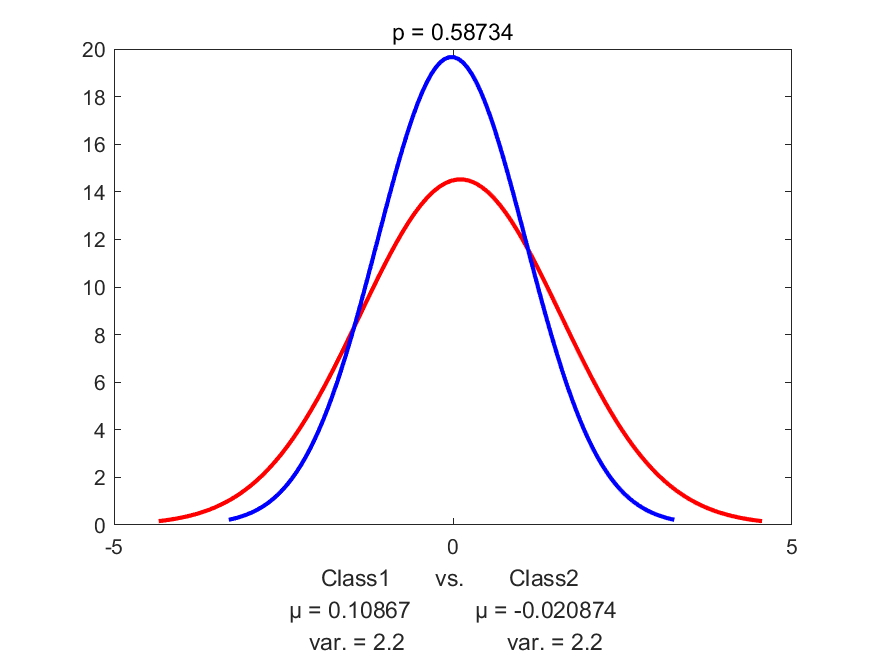 p = 0.58734
20
18
16
14
12
10
8
6
4
2
0
-5 0 5
Class1 vs. Class2
μ = 0.10867 μ = -0.020874
var. = 2.2 var. = 2.2